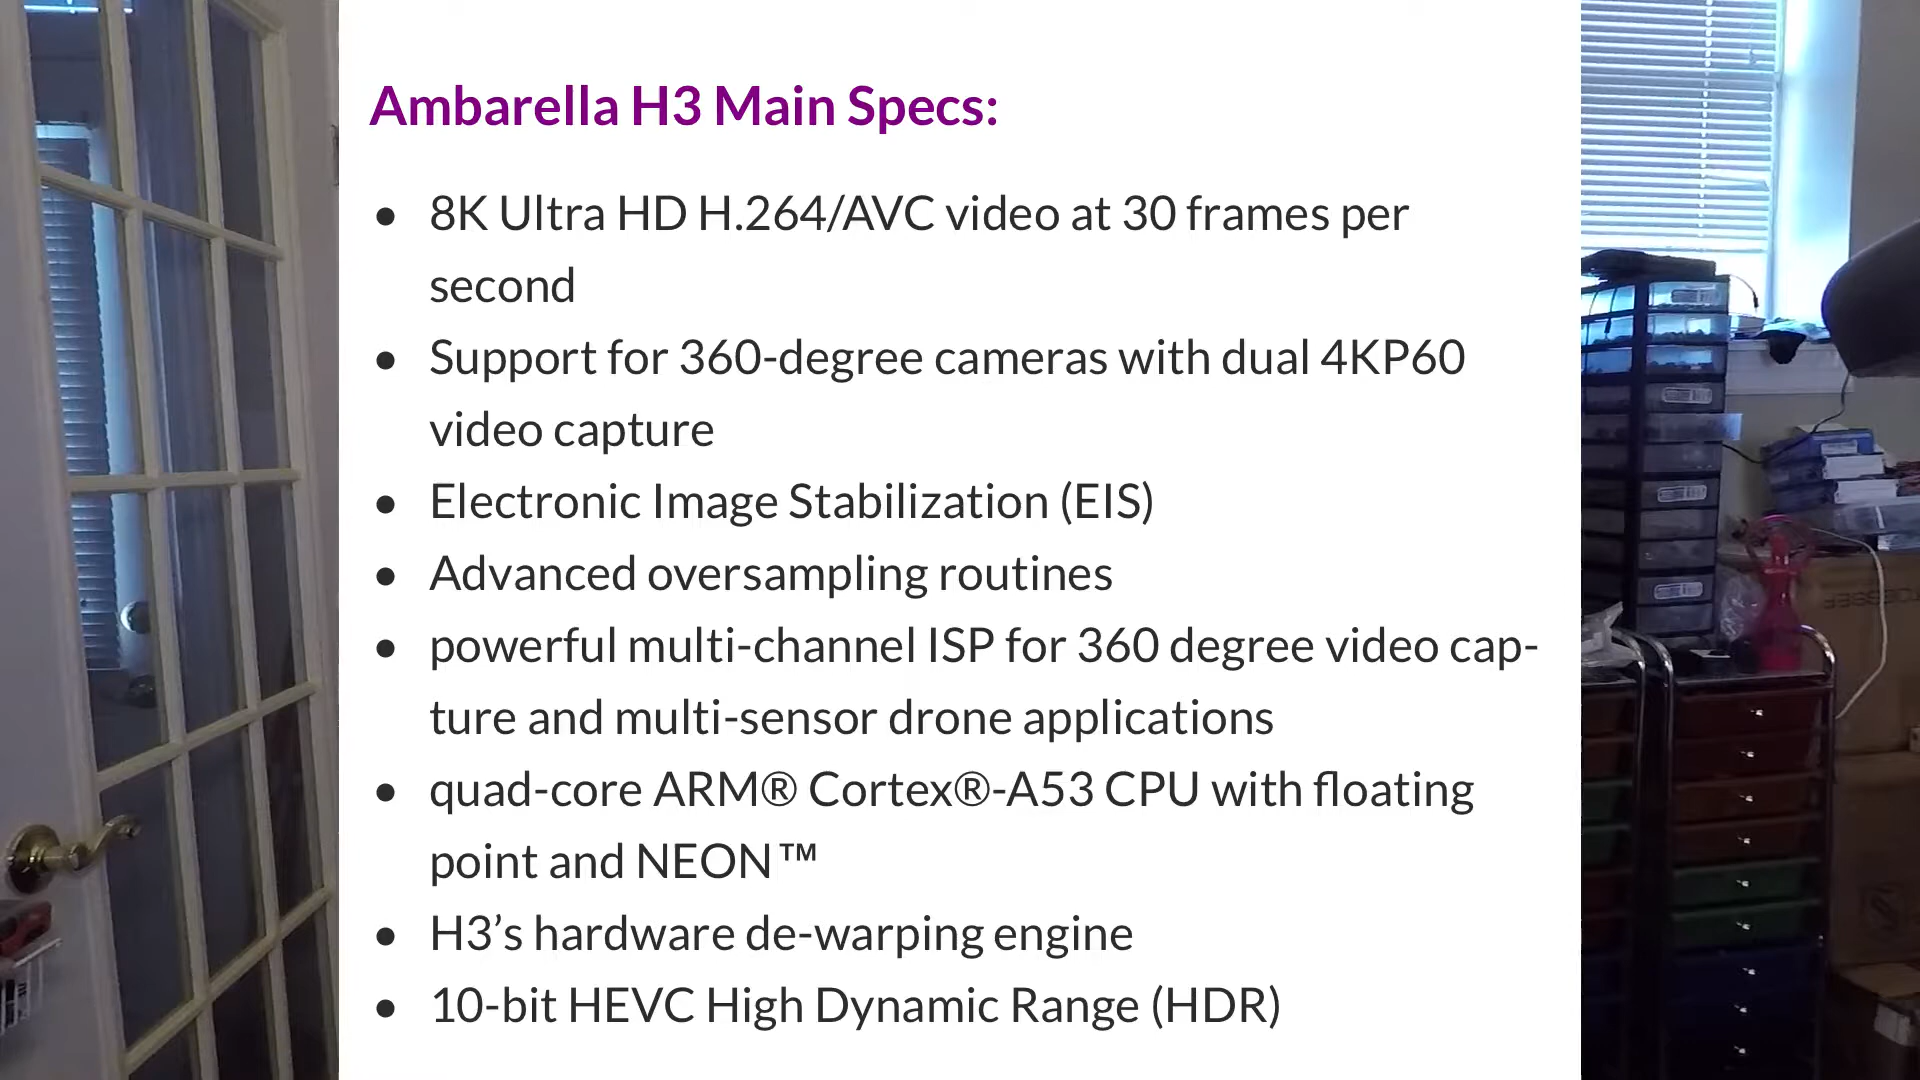 Ambarella H3 Main Specs:
• 8K Ultra HD H.264/AVC video at 30 frames per
second
• Support for 360-degree cameras with dual 4KP60
video capture
• Electronic Image Stabilization (EIS)
• Advanced oversampling routines
• powerful multi-channel ISP for 360 degree video cap-
ture and multi-sensor drone applications
• quad-core ARM® Cortex®-A53 CPU with floating
point and NEON™
• H3’s hardware de-warping engine
• 10-bit HEVC High Dynamic Range (HDR)